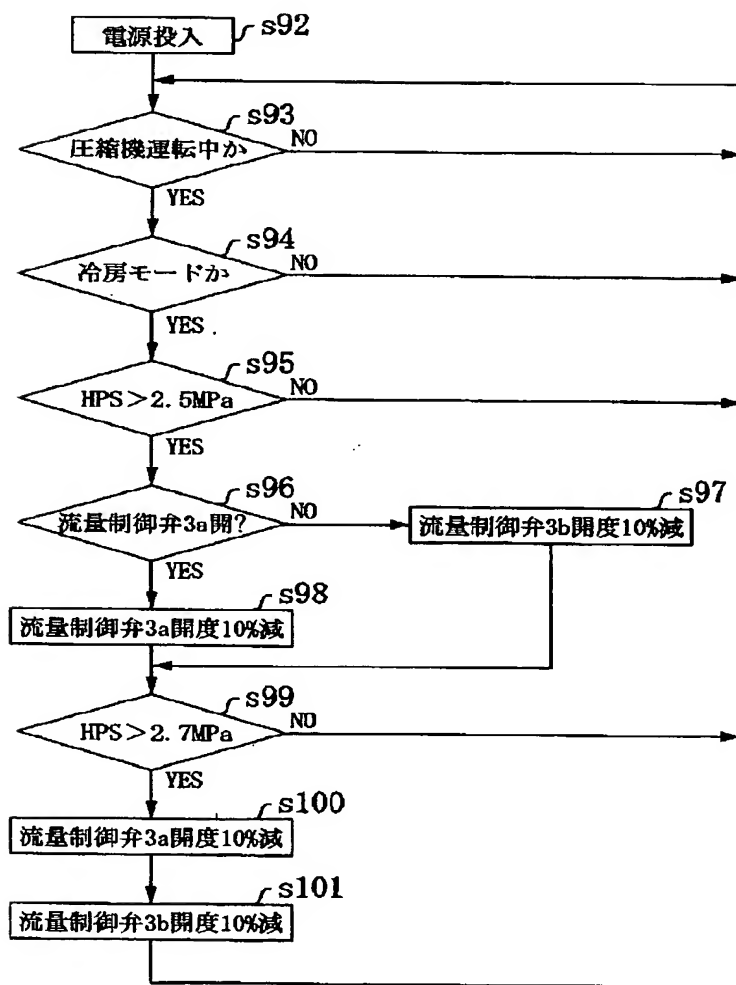 電源投入
s92
s93
圧縮機運転中か
NO
YES
s94
冷房モードか
NO
YES
s95
HPS>2.5MPa
NO
YES
s96
流量制御弁3a開?
NO
s97
流量制御弁3b開度10%減
YES
s98
流量制御弁3a開度10%減
s99
HPS>2.7MPa
NO
YES
s100
流量制御弁3a開度10%減
s101
流量制御弁3b開度10%減